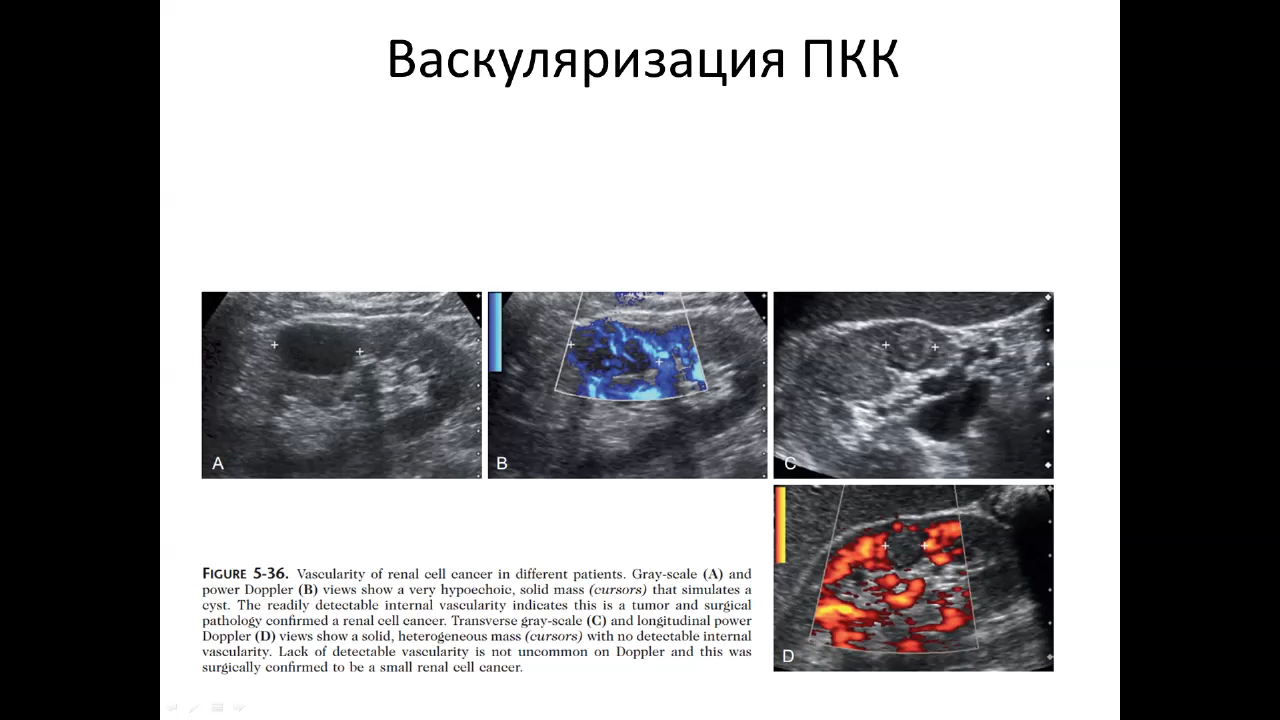 Васкуляризация ПКК
A
B
C
D
FIGURE 5-36. Vascularity of renal cell cancer in different patients. Gray-scale (A) and
power Doppler (B) views show a very hypoechoic, solid mass (cursors) that simulates a
cyst. The readily detectable internal vascularity indicates this is a tumor and surgical
pathology confirmed a renal cell cancer. Transverse gray-scale (C) and longitudinal power
Doppler (D) views show a solid, heterogeneous mass (cursors) with no detectable internal
vascularity. Lack of detectable vascularity is not uncommon on Doppler and this was
surgically confirmed to be a small renal cell cancer.